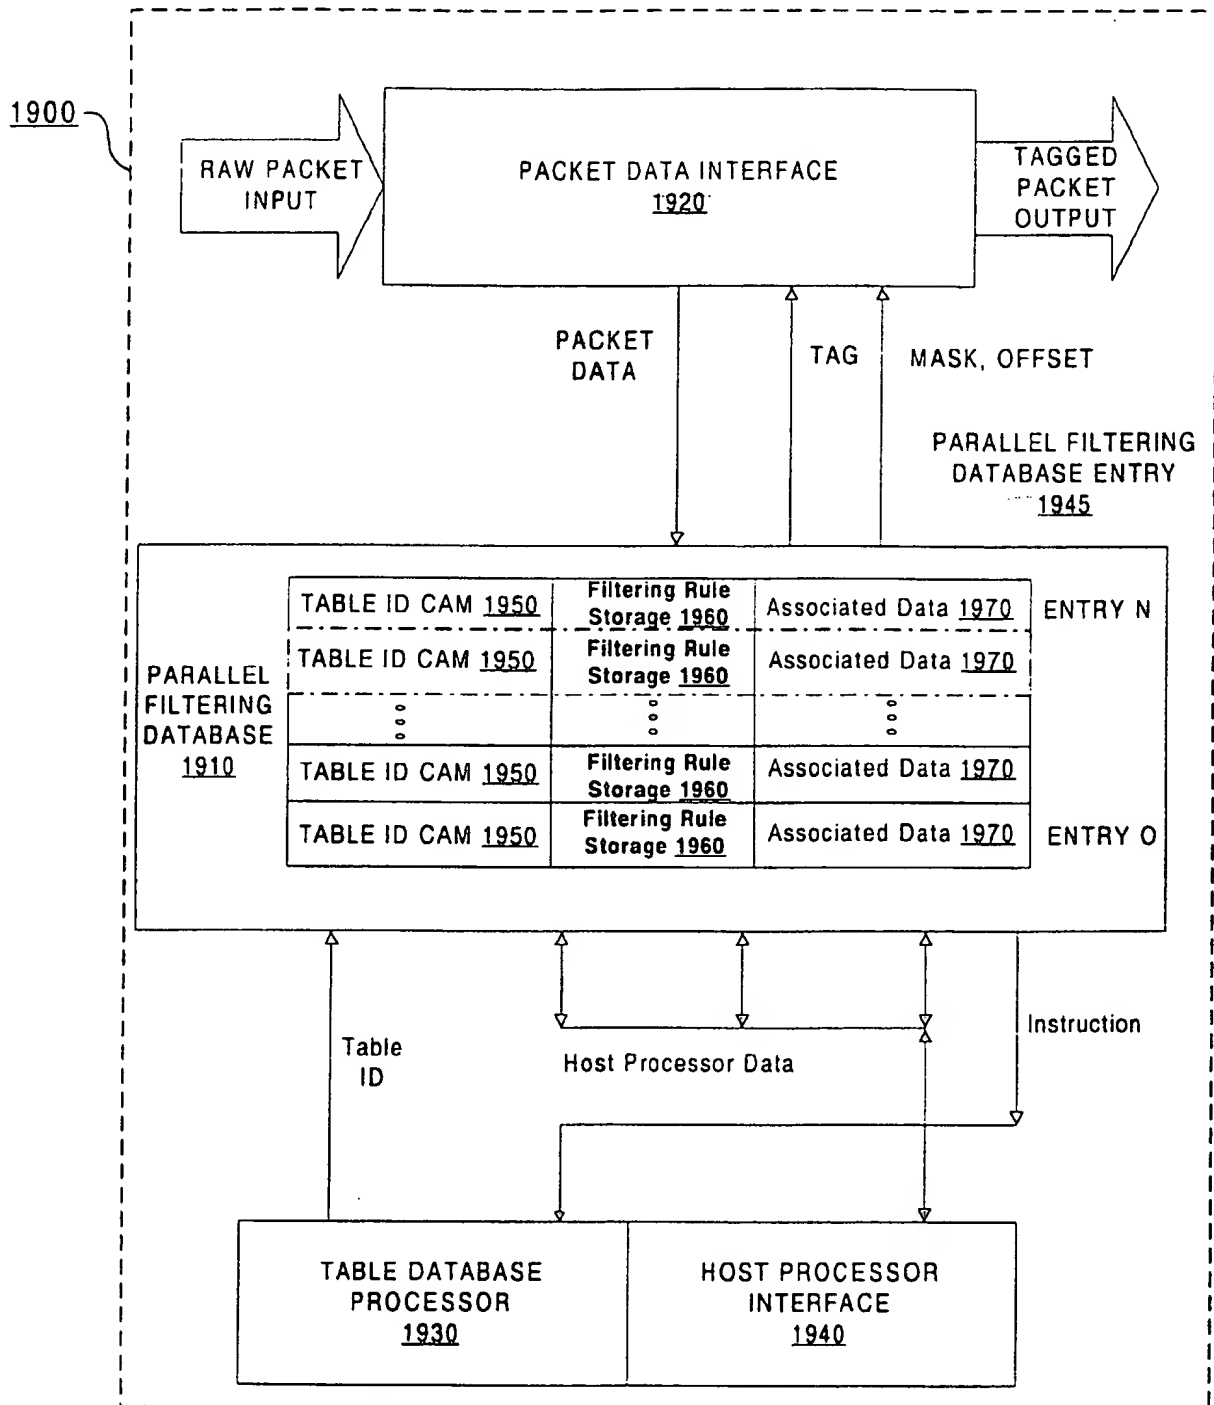 1900
RAW PACKET
INPUT
PACKET DATA INTERFACE
1920
TAGGED
PACKET
OUTPUT
PACKET
DATA
TAG
MASK, OFFSET
PARALLEL FILTERING
DATABASE ENTRY
1945
PARALLEL
FILTERING
DATABASE
1910
TABLE ID CAM 1950
Filtering Rule
Storage 1960
Associated Data 1970
ENTRY N
TABLE ID CAM 1950
Filtering Rule
Storage 1960
Associated Data 1970
TABLE ID CAM 1950
Filtering Rule
Storage 1960
Associated Data 1970
TABLE ID CAM 1950
Filtering Rule
Storage 1960
Associated Data 1970
ENTRY O
Table
ID
Host Processor Data
Instruction
TABLE DATABASE
PROCESSOR
1930
HOST PROCESSOR
INTERFACE
1940